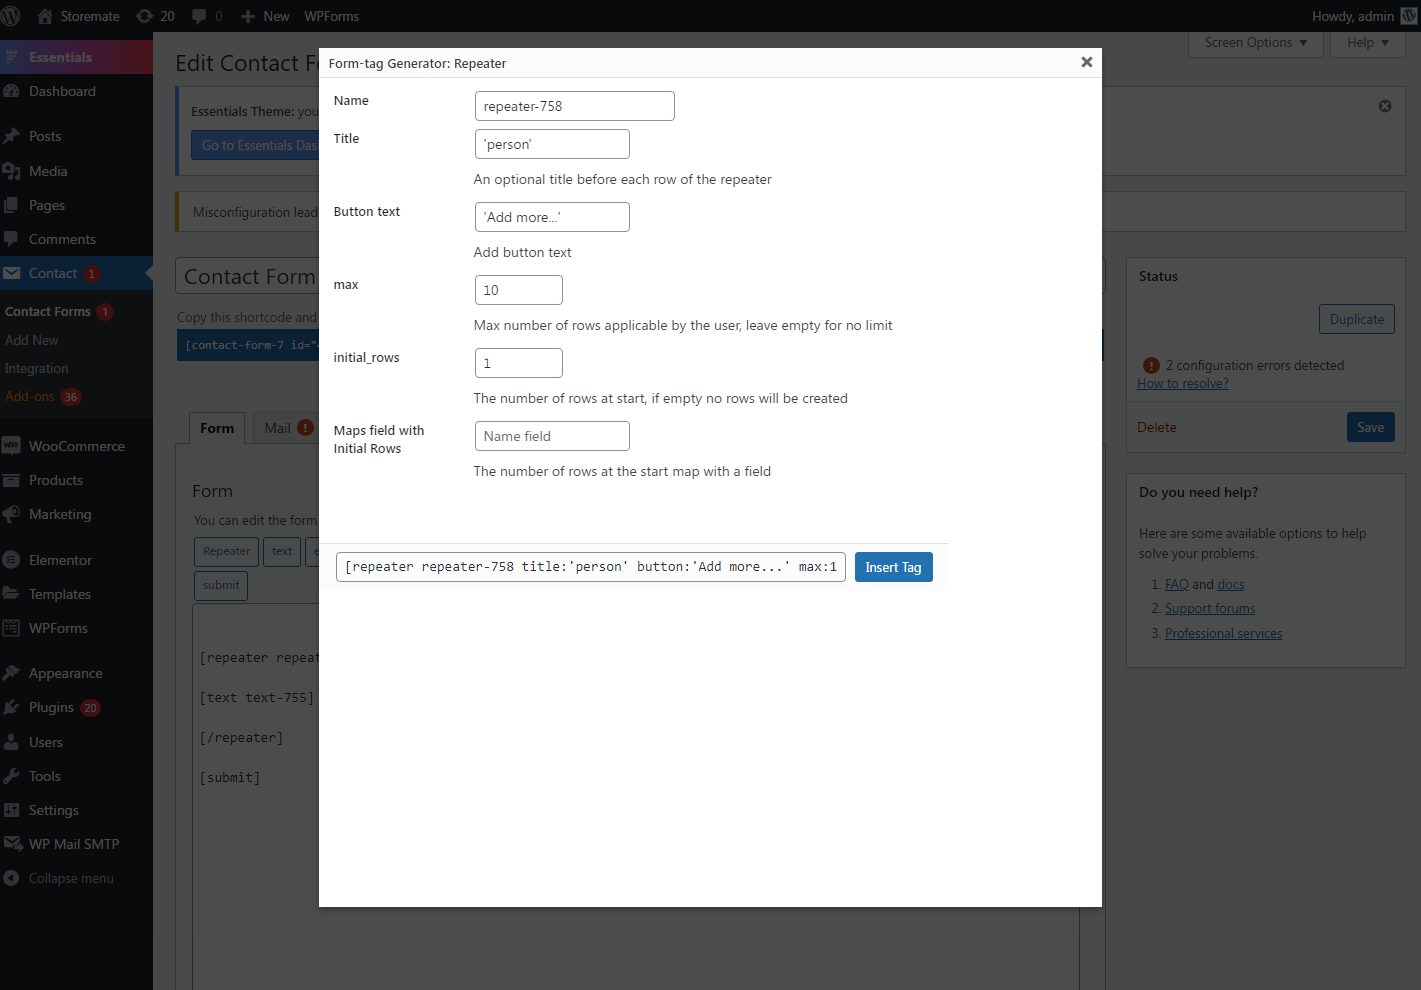 Storemate
20
0
New
WPForms
Howdy, admin
Essentials
Dashboard
Posts
Media
Pages
Comments
Contact 1
Contact Forms 1
Add New
Integration
Add-ons 36
WooCommerce
Products
Marketing
Elementor
Templates
WPForms
Appearance
Plugins 20
Users
Tools
Settings
WP Mail SMTP
Collapse menu
Screen Options
Help
Edit Contact
Essentials Theme: you
Go to Essentials
Misconfiguration lead
Contact Form
Copy this shortcode and
[contact-form-7 id="
Form
Mail
Form
You can edit the form
Repeater
text
submit
[repeater
[text text-755]
[/repeater]
[submit]
Form-tag Generator: Repeater
Name
repeater-758
Title
'person'
An optional title before each row of the repeater
Button text
'Add more...'
Add button text
max
10
Max number of rows applicable by the user, leave empty for no limit
initial_rows
1
The number of rows at start, if empty no rows will be created
Maps field with
Initial Rows
Name field
The number of rows at the start map with a field
[repeater repeater-758 title:'person' button:'Add more...' max:1
Insert Tag
Status
Duplicate
2 configuration errors detected
How to resolve?
Delete
Save
Do you need help?
Here are some available options to help
solve your problems.
1. FAQ and docs
2. Support forums
3. Professional services